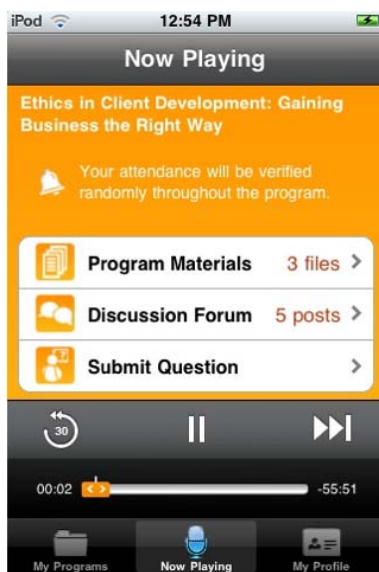 iPod 12:54 PM
Now Playing
Ethics in Client Development: Gaining
Business the Right Way
Your attendance will be verified
randomly throughout the program.
Program Materials 3 files
Discussion Forum 5 posts
Submit Question
30
00:02 -55:51
My Programs Now Playing My Profile